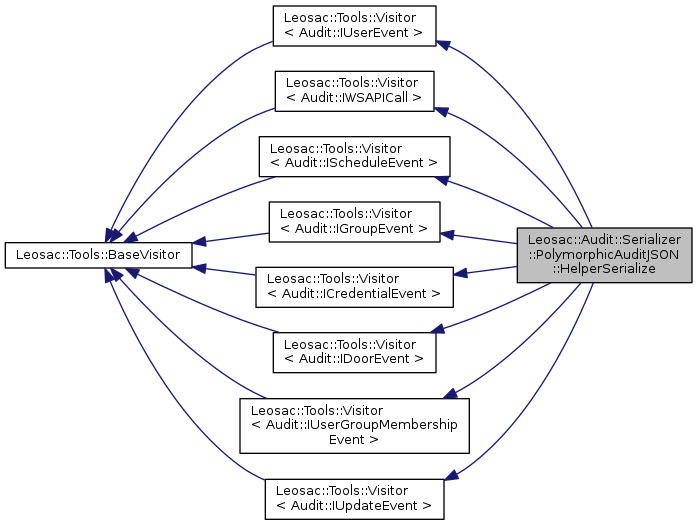 Leosac::Tools::Visitor
< Audit::IUserEvent >
Leosac::Tools::Visitor
< Audit::IWSAPICall >
Leosac::Tools::Visitor
< Audit::IScheduleEvent >
Leosac::Tools::Visitor
< Audit::IGroupEvent >
Leosac::Tools::BaseVisitor
Leosac::Audit::Serializer
::PolymorphicAuditJSON
::HelperSerialize
Leosac::Tools::Visitor
< Audit::ICredentialEvent >
Leosac::Tools::Visitor
< Audit::IDoorEvent >
Leosac::Tools::Visitor
< Audit::IUserGroupMembership
Event >
Leosac::Tools::Visitor
< Audit::IUpdateEvent >